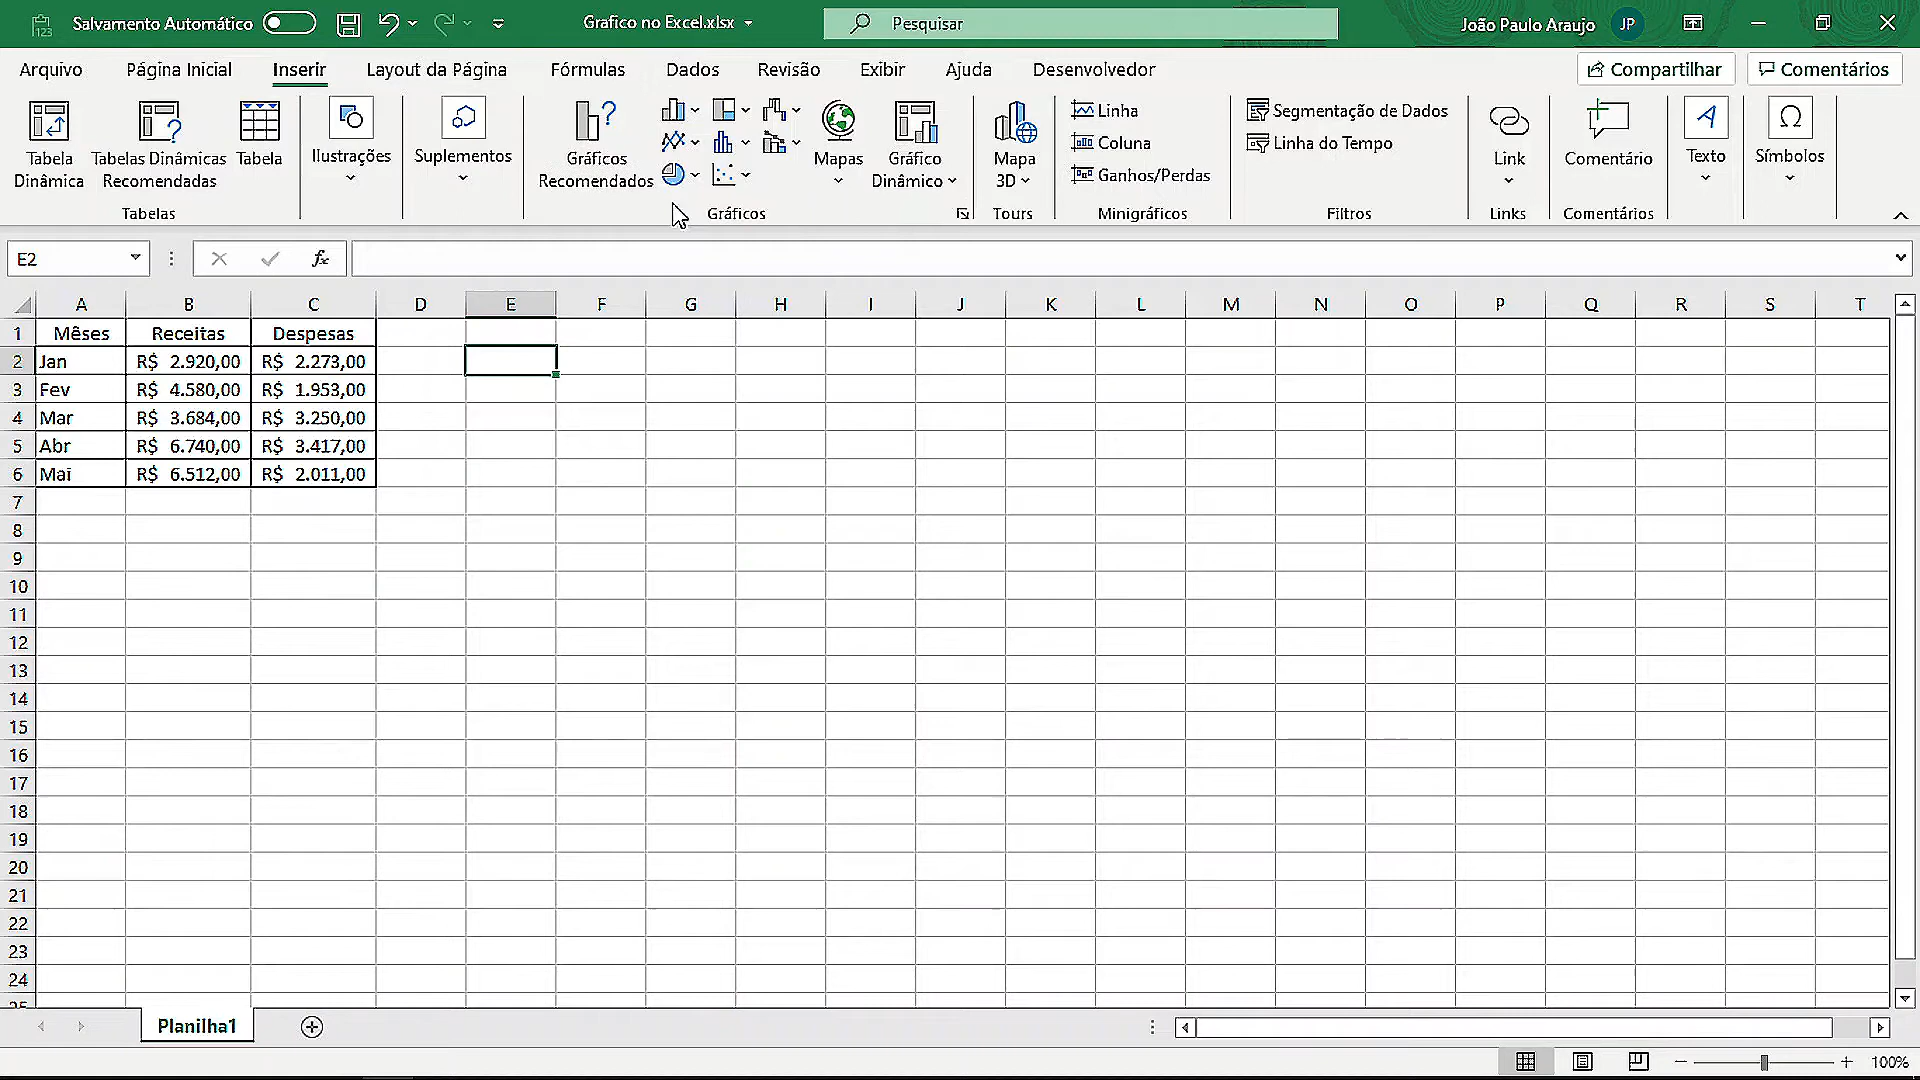 Salvamento Automático
Grafico no Excel.xlsx
Pesquisar
João Paulo Araujo JP
Arquivo Página Inicial Inserir Layout da Página Fórmulas Dados Revisão Exibir Ajuda Desenvolvedor Compartilhar Comentários
Tabela Dinâmica
Tabelas Dinâmicas Recomendadas
Tabela
Tabelas
Ilustrações
Suplementos
Gráficos Recomendados
Mapas
Gráfico Dinâmico
Gráficos
Mapa 3D
Tours
Linha
Coluna
Ganhos/Perdas
Minigráficos
Segmentação de Dados
Linha do Tempo
Filtros
Link
Links
Comentário
Comentários
Texto
Símbolos
E2 fx
A B C D E F G H I J K L M N O P Q R S T
1 Mêses Receitas Despesas
2 Jan R$ 2.920,00 R$ 2.273,00
3 Fev R$ 4.580,00 R$ 1.953,00
4 Mar R$ 3.684,00 R$ 3.250,00
5 Abr R$ 6.740,00 R$ 3.417,00
6 Mai R$ 6.512,00 R$ 2.011,00
7
8
9
10
11
12
13
14
15
16
17
18
19
20
21
22
23
24
25
Planilha1
100%